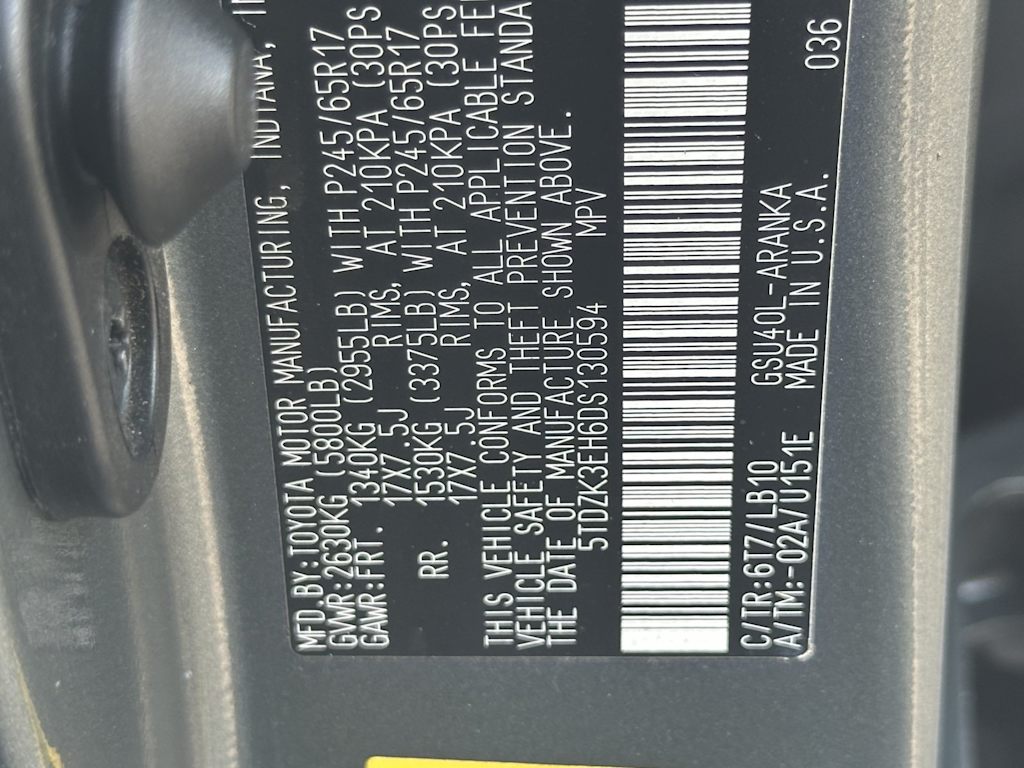 MFD.BY:TOYOTA MOTOR MANUFACTURING, INDIANA,
GVWR:2630KG (5800LB)
GAWR:FRT. 1340KG (2955LB) WITH P245/65R17
17X7.5J RIMS, AT 210KPA (30PS
RR. 1530KG (3375LB) WITH P245/65R17
17X7.5J RIMS, AT 210KPA (30PS
THIS VEHICLE CONFORMS TO ALL APPLICABLE FE
VEHICLE SAFETY AND THEFT PREVENTION STANDA
THE DATE OF MANUFACTURE SHOWN ABOVE.
5TDZK3EH6DS130594 MPV
C/TR:6T7/LB10 GSU40L-ARANKA 036
A/TM:-02A/U151E MADE IN U.S.A.